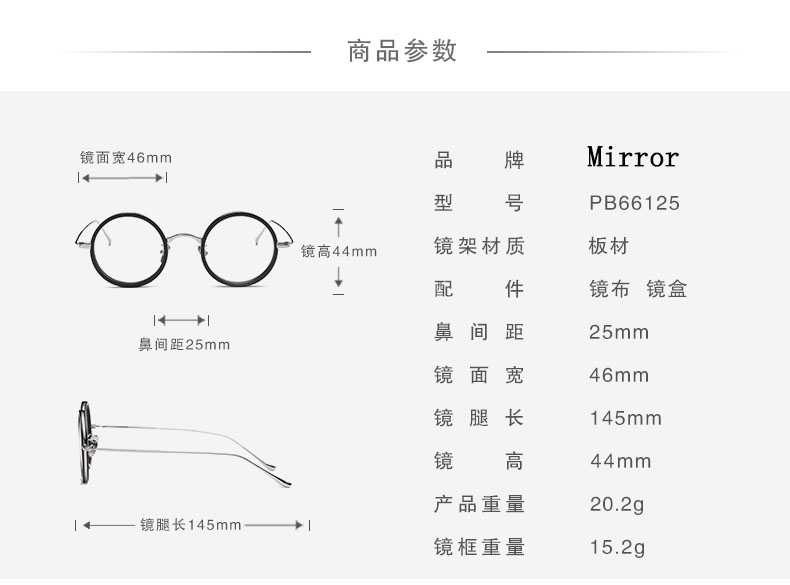 商品参数
镜面宽46mm
镜高44mm
鼻间距25mm
镜腿长145mm
品牌 Mirror
型号 PB66125
镜架材质 板材
配件 镜布 镜盒
鼻间距 25mm
镜面宽 46mm
镜腿长 145mm
镜高 44mm
产品重量 20.2g
镜框重量 15.2g